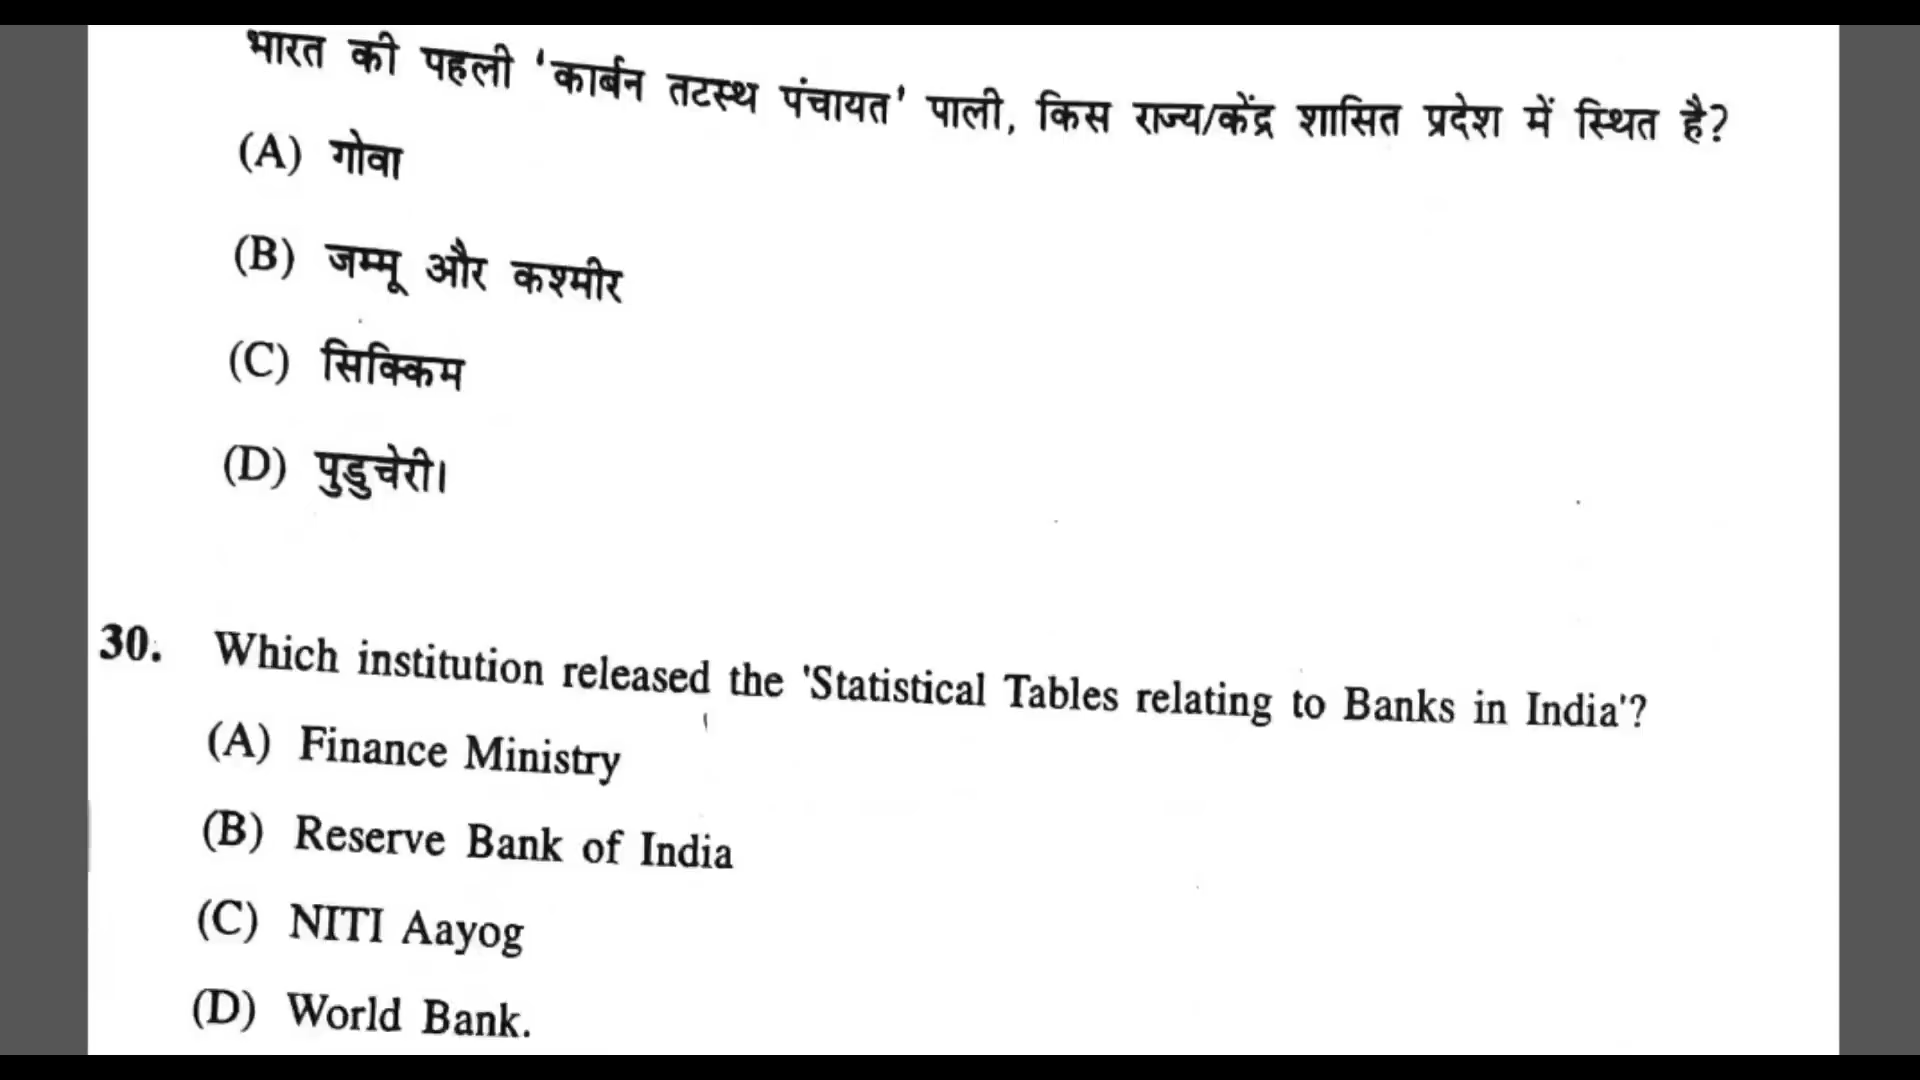 भारत की पहली 'कार्बन तटस्थ पंचायत' पाली, किस राज्य/केंद्र शासित प्रदेश में स्थित है?
(A) गोवा
(B) जम्मू और कश्मीर
(C) सिक्किम
(D) पुडुचेरी।
30. Which institution released the 'Statistical Tables relating to Banks in India'?
(A) Finance Ministry
(B) Reserve Bank of India
(C) NITI Aayog
(D) World Bank.